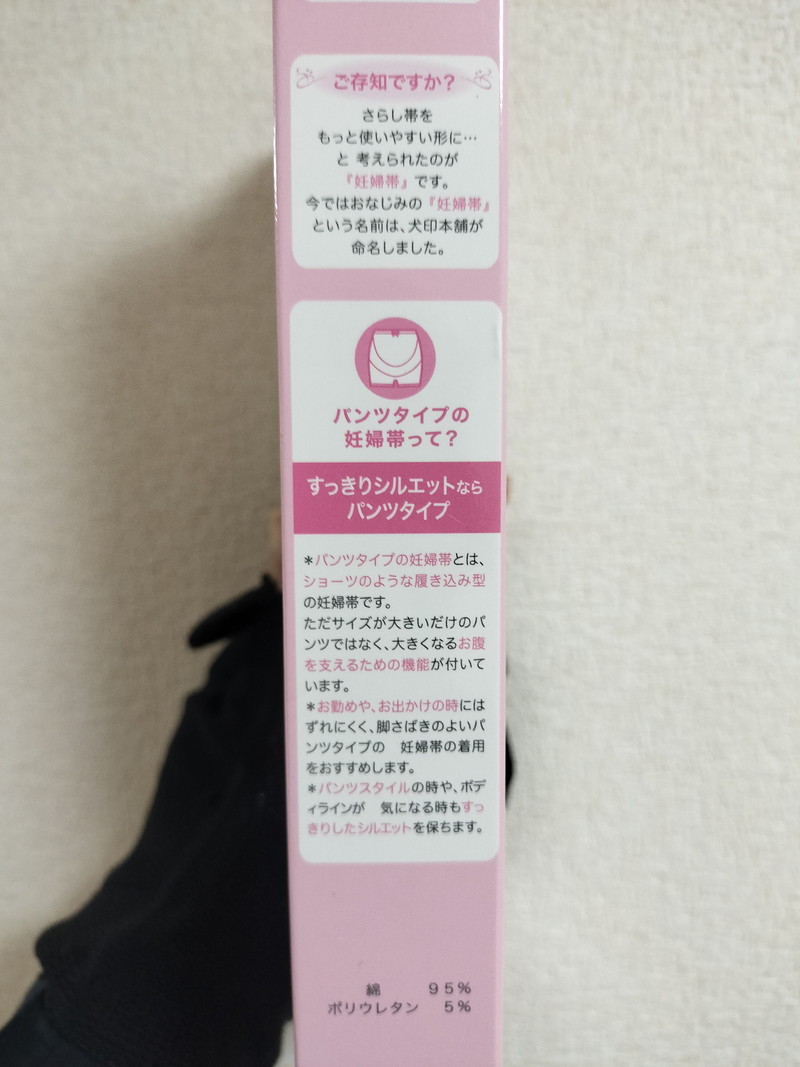 ご存知ですか?
さらし帯を
もっと使いやすい形に…
と 考えられたのが
『妊婦帯』です。
今ではおなじみの『妊婦帯』
という名前は、犬印本舗が
命名しました。
パンツタイプの
妊婦帯って?
すっきりシルエットなら
パンツタイプ
*パンツタイプの妊婦帯とは、
ショーツのような履き込み型
の妊婦帯です。
ただサイズが大きいだけのパ
ンツではなく、大きくなるお腹
を支えるための機能が付いて
います。
*お勤めや、お出かけの時には
ずれにくく、脚さばきのよいパ
ンツタイプの 妊婦帯の着用
をおすすめします。
*パンツスタイルの時や、ボデ
ィラインが 気になる時もすっ
きりしたシルエットを保ちます。
綿 95%
ポリウレタン 5%